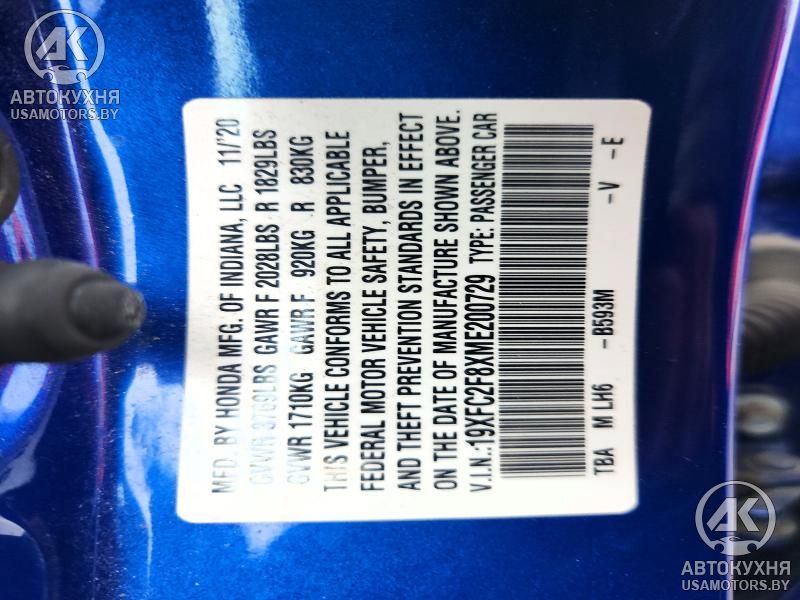 АК
АВТОКУХНЯ
USAMOTORS.BY
MFD. BY HONDA MFG. OF INDIANA, LLC 11/'20
GVWR 3769LBS GAWR F 2028LBS R 1829LBS
GVWR 1710KG GAWR F 920KG R 830KG
THIS VEHICLE CONFORMS TO ALL APPLICABLE
FEDERAL MOTOR VEHICLE SAFETY, BUMPER,
AND THEFT PREVENTION STANDARDS IN EFFECT
ON THE DATE OF MANUFACTURE SHOWN ABOVE.
V.I.N.:19XFC2F8XME200729 TYPE: PASSENGER CAR
TBA M LH6 -B593M -V -E
АК
АВТОКУХНЯ
USAMOTORS.BY